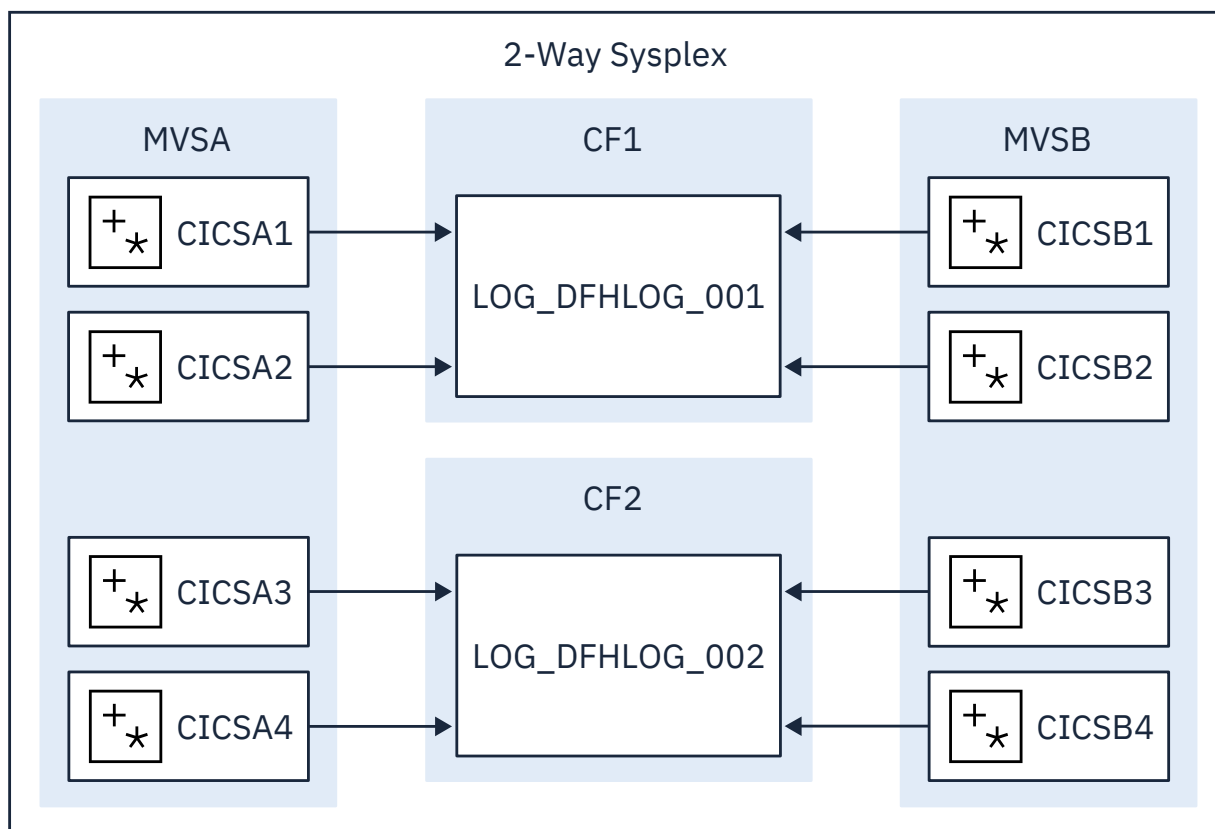 2-Way Sysplex
MVSA
CF1
MVSB
CICSA1
LOG_DFHLOG_001
CICSB1
CICSA2
CICSB2
CF2
CICSA3
LOG_DFHLOG_002
CICSB3
CICSA4
CICSB4